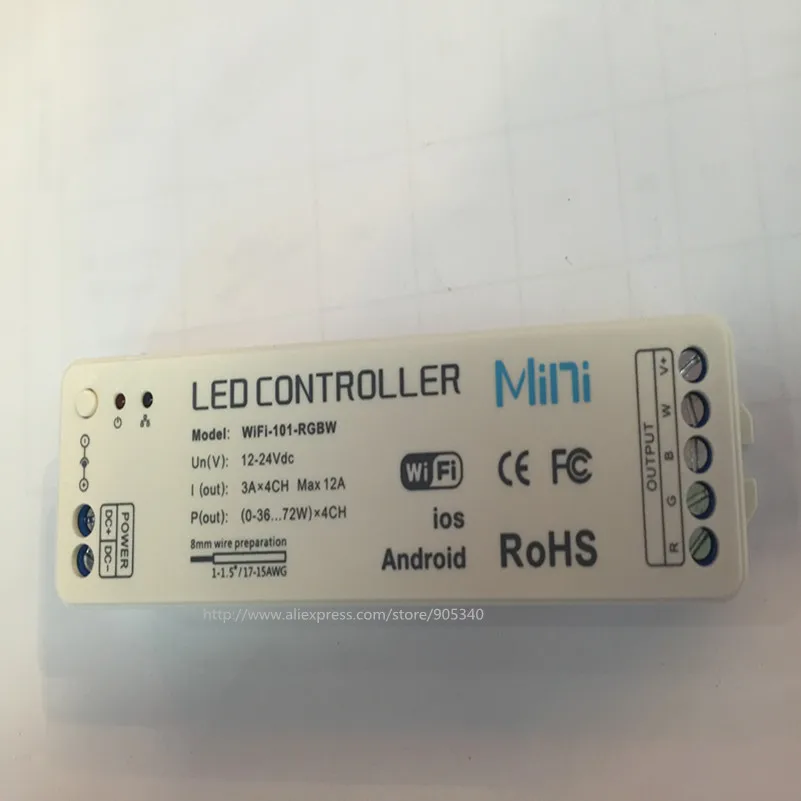 LED CONTROLLER Mini
Model: WiFi-101-RGBW
Un(V): 12-24Vdc
I (out): 3A×4CH Max 12A
P(out): (0-36...72W)×4CH
8mm wire preparation
1-1.5"/17-15AWG
POWER
DC+
DC-
WiFi
ios
Android
CE FC
RoHS
OUTPUT
V+
W
B
G
R
http://www.aliexpress.com/store/905340